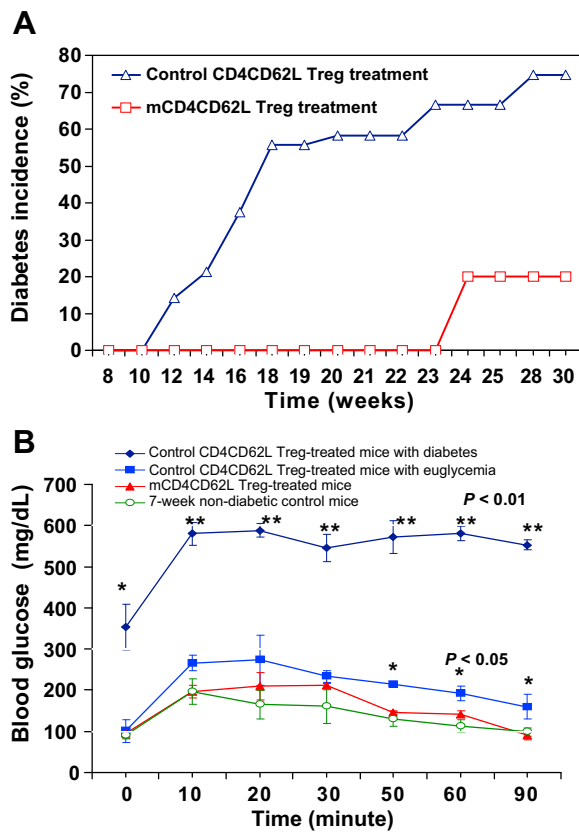 A
Diabetes incidence (%)
80
70
60
50
40
30
20
10
0
Control CD4CD62L Treg treatment
mCD4CD62L Treg treatment
8 10 12 14 16 18 19 20 21 22 23 24 25 28 30
Time (weeks)
B
Control CD4CD62L Treg-treated mice with diabetes
Control CD4CD62L Treg-treated mice with euglycemia
mCD4CD62L Treg-treated mice
7-week non-diabetic control mice
Blood glucose (mg/dL)
700
600
500
400
300
200
100
0
P < 0.01
* ** ** ** ** ** **
P < 0.05
* * *
0 10 20 30 50 60 90
Time (minute)